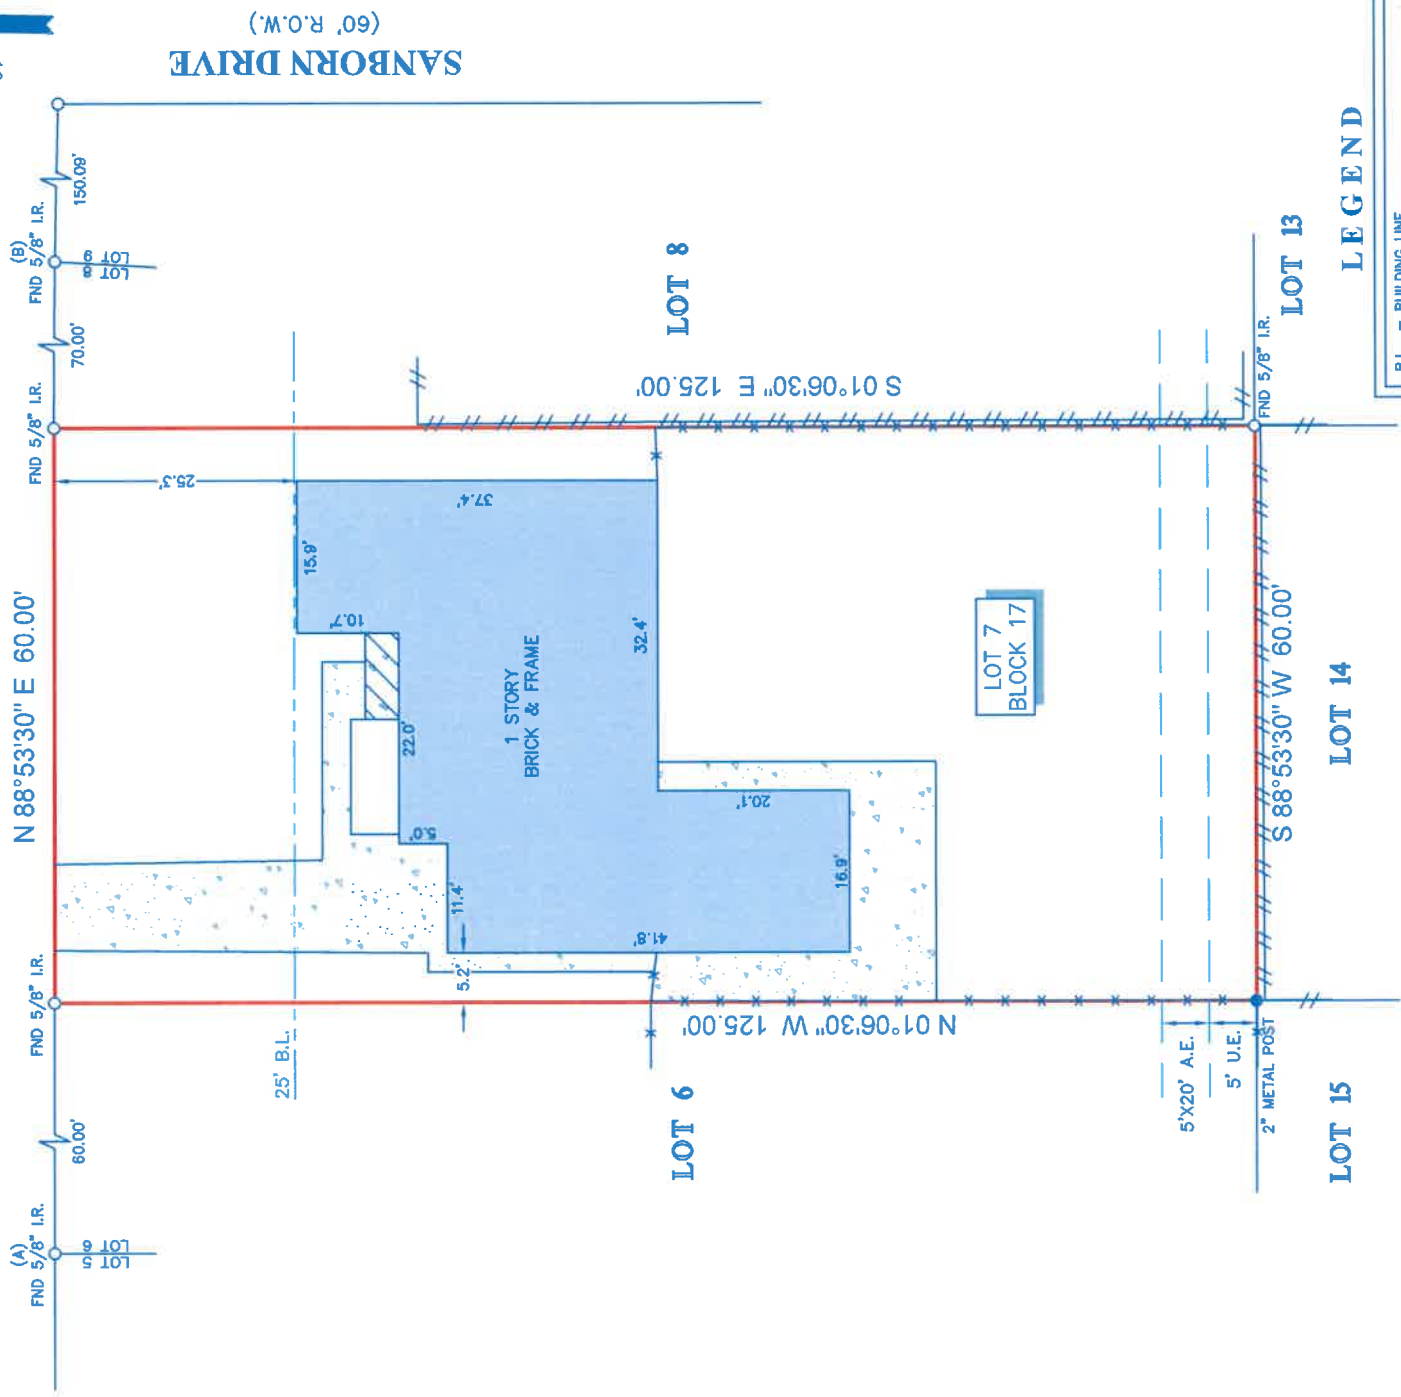 SANBORN DRIVE
(60' R.O.W.)
N 88°53'30" E 60.00'
(A)
FND 5/8" I.R.
60.00'
LOT 5
LOT 6
FND 5/8" I.R.
FND 5/8" I.R.
70.00'
(B)
FND 5/8" I.R.
LOT 8
LOT 9
150.09'
25' B.L.
25.3'
15.9'
10.7'
37.4'
22.0'
5.0'
11.4'
5.2'
1 STORY
BRICK & FRAME
32.4'
41.8'
20.1'
16.9'
LOT 6
LOT 8
N 01°06'30" W 125.00'
S 01°06'30" E 125.00'
LOT 7
BLOCK 17
5'X20' A.E.
5' U.E.
2" METAL POST
FND 5/8" I.R.
S 88°53'30" W 60.00'
LOT 15
LOT 14
LOT 13
LEGEND
B.L. = BUILDING LINE